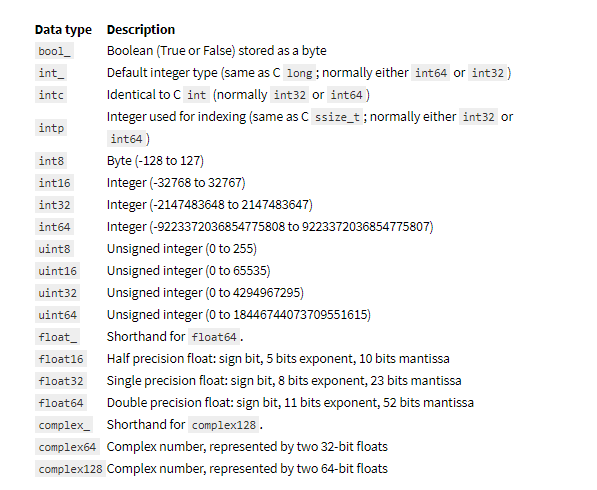 Data type Description
bool_ Boolean (True or False) stored as a byte
int_ Default integer type (same as C long; normally either int64 or int32)
intc Identical to C int (normally int32 or int64)
intp Integer used for indexing (same as C ssize_t; normally either int32 or
int64)
int8 Byte (-128 to 127)
int16 Integer (-32768 to 32767)
int32 Integer (-2147483648 to 2147483647)
int64 Integer (-9223372036854775808 to 9223372036854775807)
uint8 Unsigned integer (0 to 255)
uint16 Unsigned integer (0 to 65535)
uint32 Unsigned integer (0 to 4294967295)
uint64 Unsigned integer (0 to 18446744073709551615)
float_ Shorthand for float64.
float16 Half precision float: sign bit, 5 bits exponent, 10 bits mantissa
float32 Single precision float: sign bit, 8 bits exponent, 23 bits mantissa
float64 Double precision float: sign bit, 11 bits exponent, 52 bits mantissa
complex_ Shorthand for complex128.
complex64 Complex number, represented by two 32-bit floats
complex128 Complex number, represented by two 64-bit floats